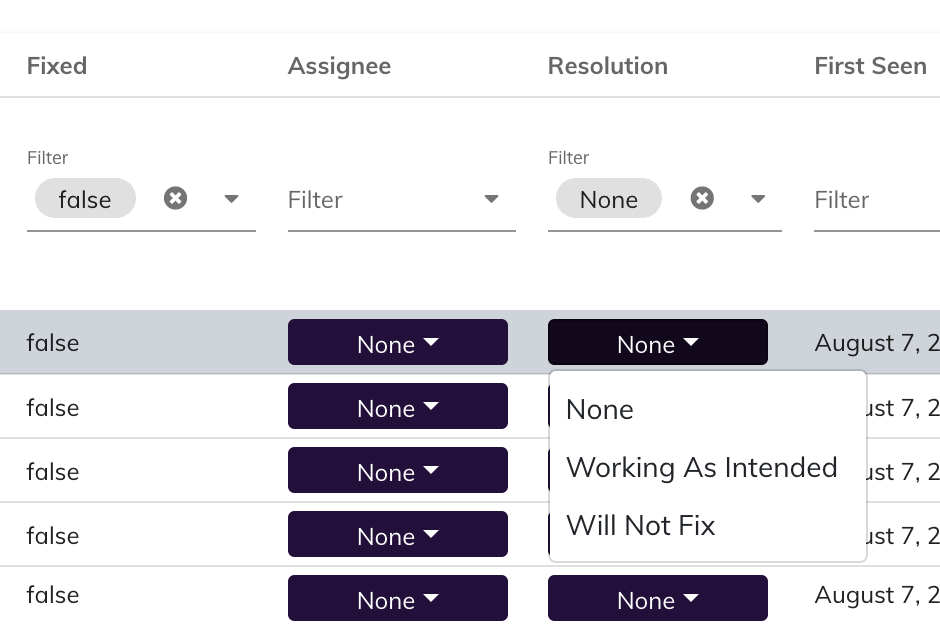 Fixed Assignee Resolution First Seen
Filter Filter
false Filter None Filter
false None None August 7, 2
None
false None ust 7, 2
Working As Intended
false None ust 7, 2
Will Not Fix
false None ust 7, 2
false None None August 7, 2